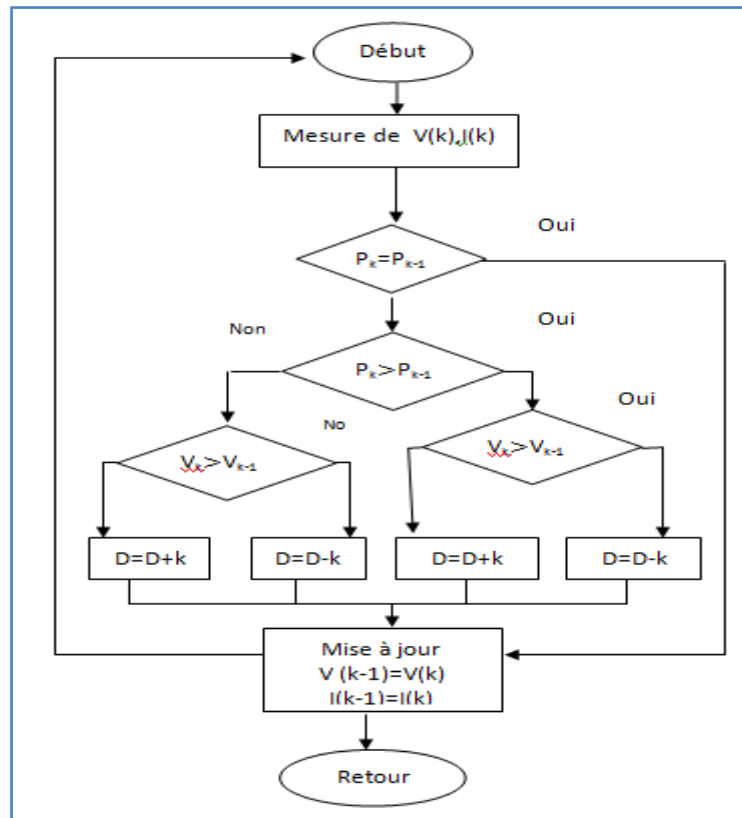 Début
Mesure de V(k),I(k)
Oui
Pₖ=Pₖ₋₁
Non
Oui
Pₖ>Pₖ₋₁
Oui
No
Vₖ>Vₖ₋₁
Vₖ>Vₖ₋₁
D=D+k
D=D-k
D=D+k
D=D-k
Mise à jour
V (k-1)=V(k)
I(k-1)=I(k)
Retour